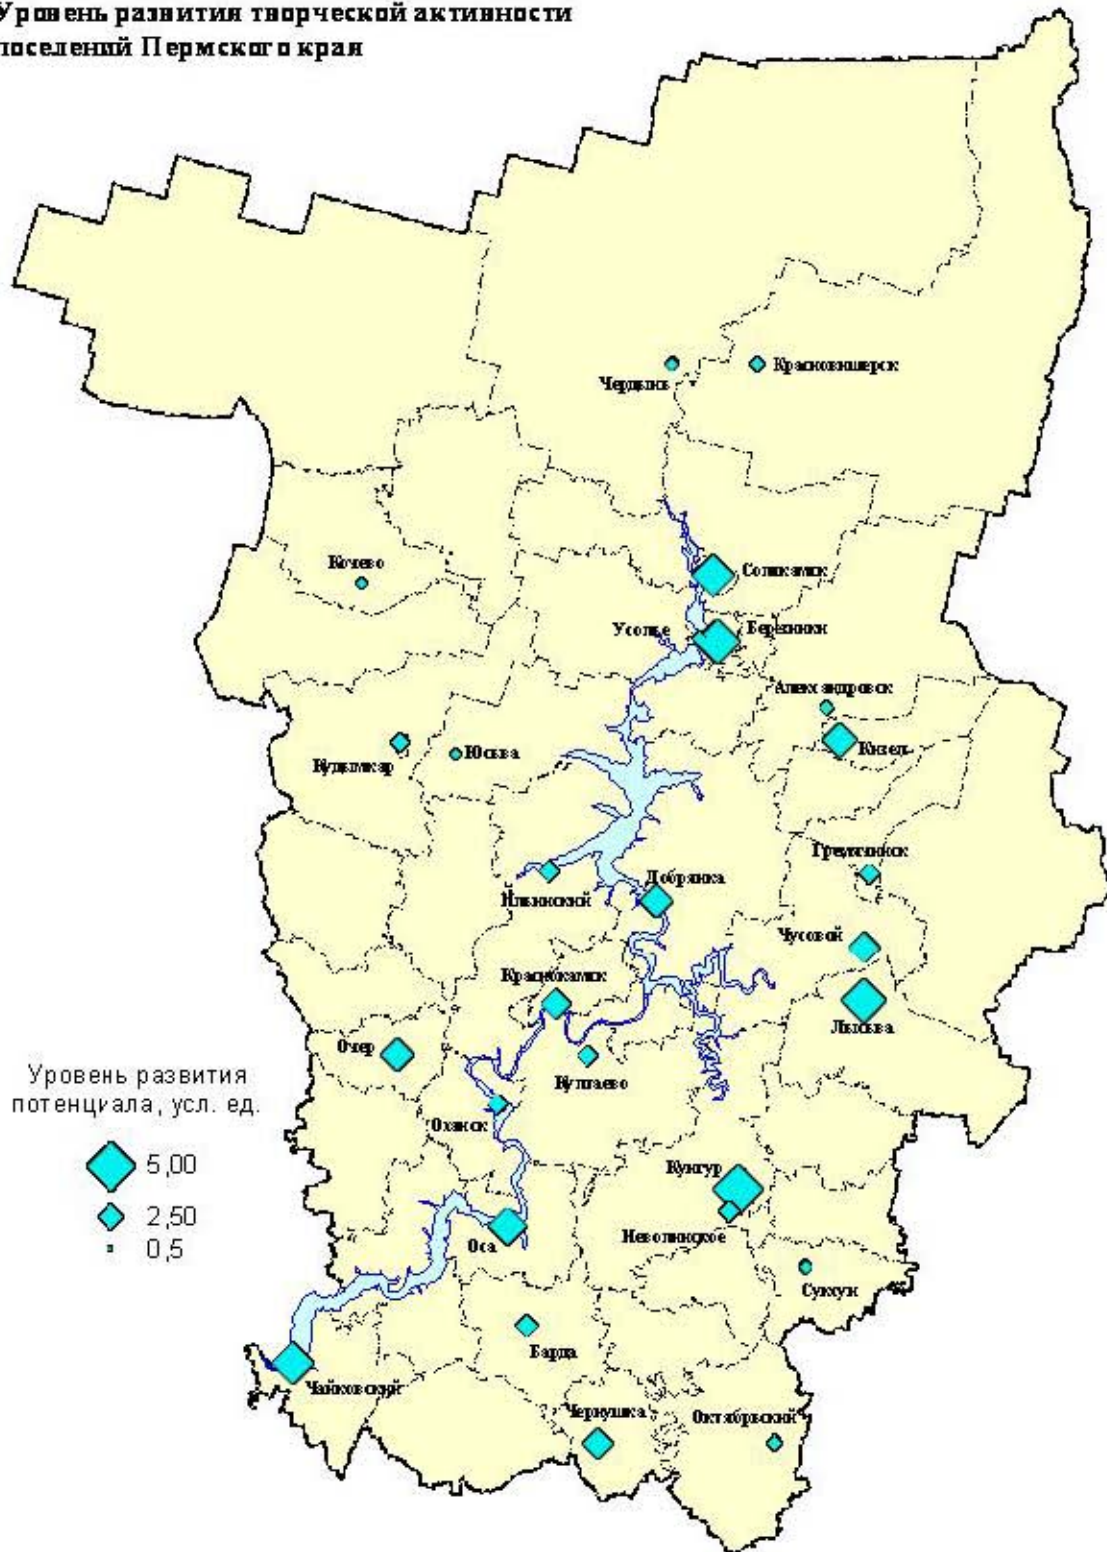 Уровень развития творческой активности
поселений Пермского края
Чердынь
Красновишерск
Кочево
Соликамск
Усолье
Березники
Александровск
Кизел
Кудымкар
Юсьва
Гремячинск
Ильинский
Добрянка
Чусовой
Краснокамск
Лысьва
Очер
Култаево
Уровень развития
потенциала, усл. ед.
5,00
2,50
0,5
Оханск
Кунгур
Неволинское
Оса
Суксун
Барда
Чайковский
Чернушка
Октябрьский